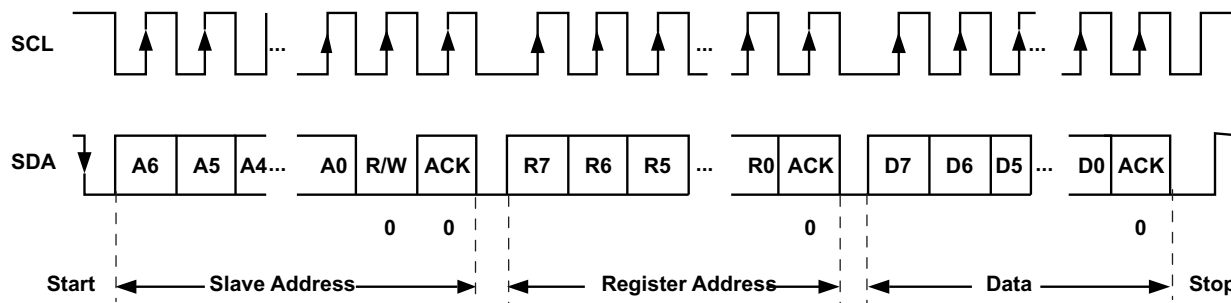 SCL
... ... ...
SDA A6 A5 A4... A0 R/W ACK R7 R6 R5 ... R0 ACK D7 D6 D5 ... D0 ACK
0 0 0 0
Start Slave Address Register Address Data Stop